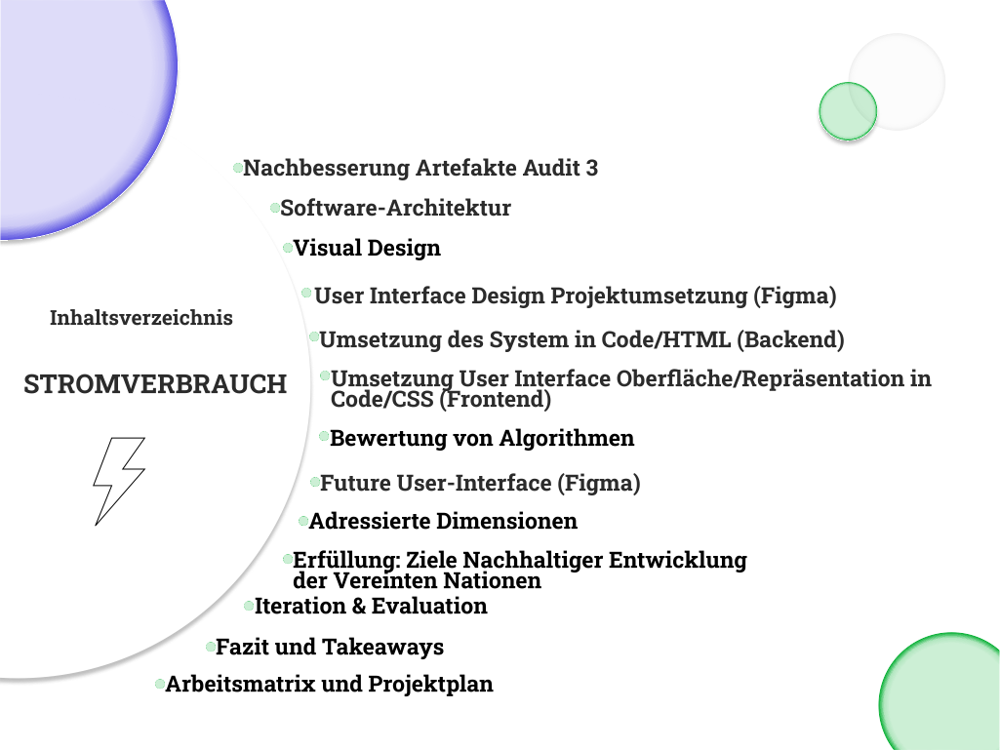 Nachbesserung Artefakte Audit 3
Software-Architektur
Visual Design
User Interface Design Projektumsetzung (Figma)
Inhaltsverzeichnis
Umsetzung des System in Code/HTML (Backend)
STROMVERBRAUCH
Umsetzung User Interface Oberfläche/Repräsentation in
Code/CSS (Frontend)
Bewertung von Algorithmen
Future User-Interface (Figma)
Adressierte Dimensionen
Erfüllung: Ziele Nachhaltiger Entwicklung
der Vereinten Nationen
Iteration & Evaluation
Fazit und Takeaways
Arbeitsmatrix und Projektplan